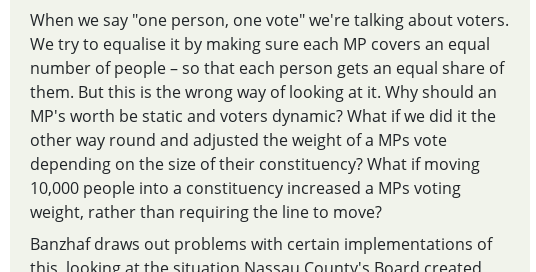 When we say "one person, one vote" we're talking about voters.
We try to equalise it by making sure each MP covers an equal
number of people – so that each person gets an equal share of
them. But this is the wrong way of looking at it. Why should an
MP's worth be static and voters dynamic? What if we did it the
other way round and adjusted the weight of a MPs vote
depending on the size of their constituency? What if moving
10,000 people into a constituency increased a MPs voting
weight, rather than requiring the line to move?
Banzhaf draws out problems with certain implementations of
this, looking at the situation Nassau County's Board created